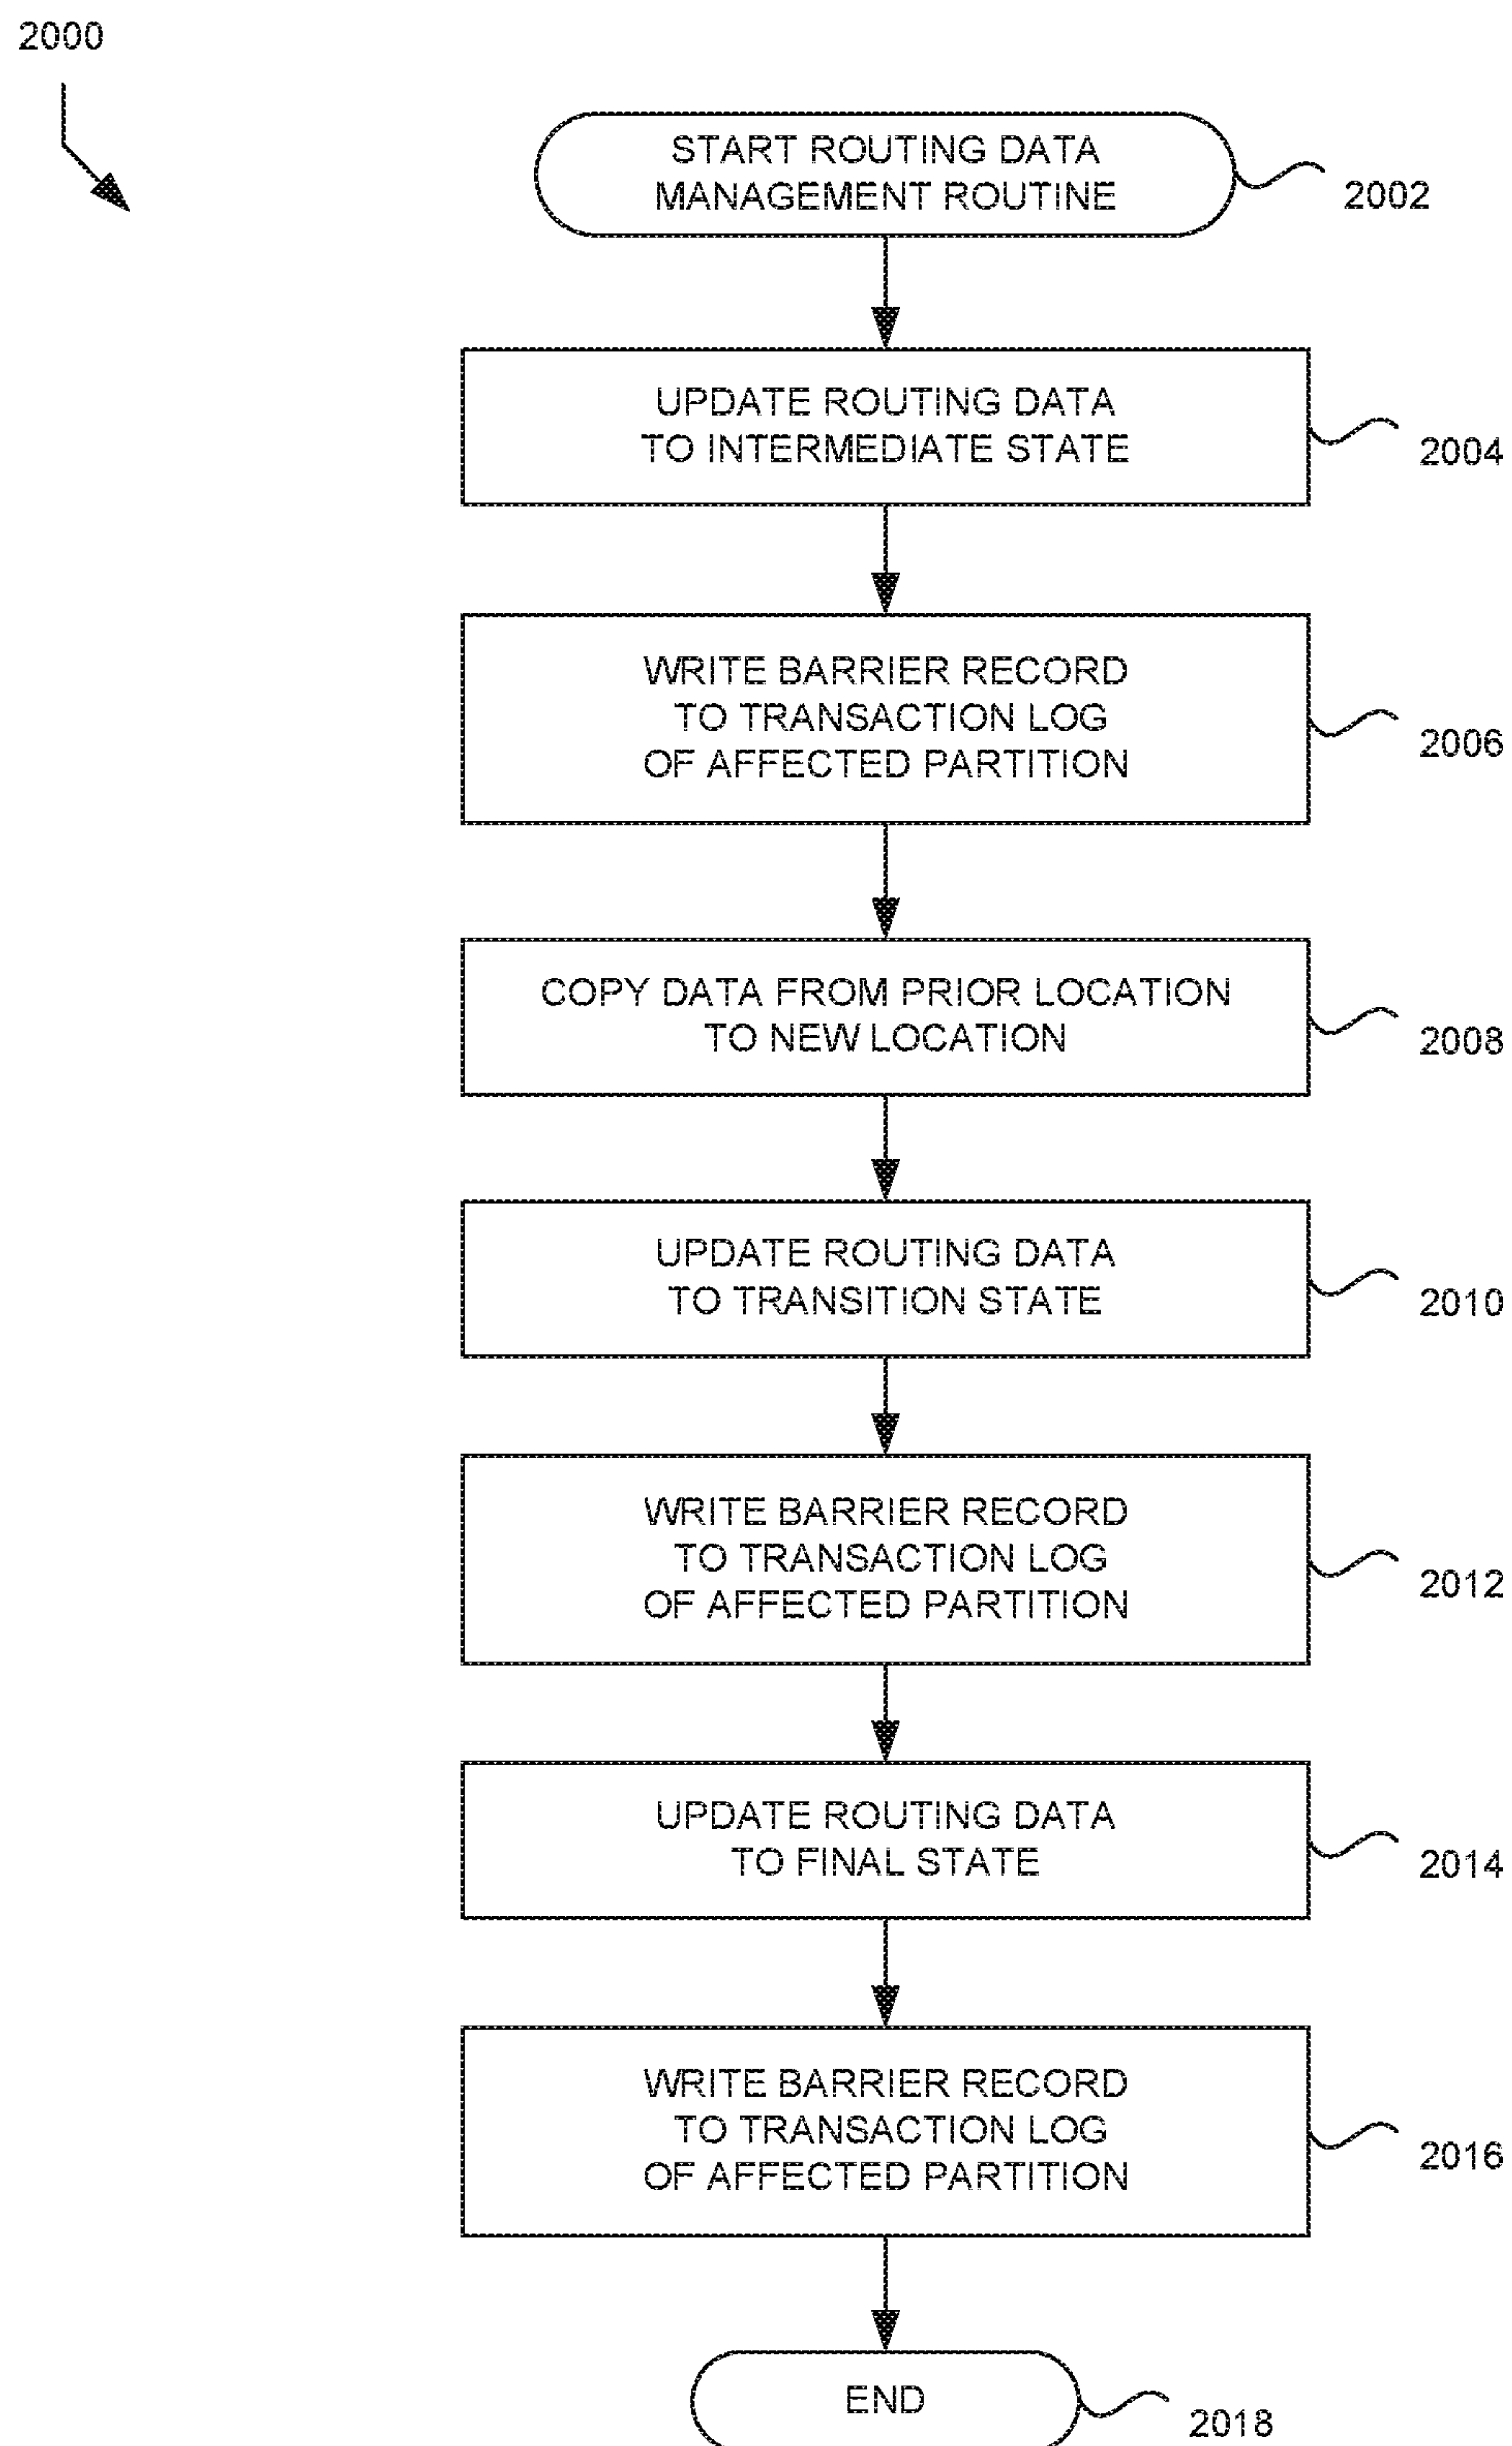 2000
START ROUTING DATA
MANAGEMENT ROUTINE
2002
UPDATE ROUTING DATA
TO INTERMEDIATE STATE
2004
WRITE BARRIER RECORD
TO TRANSACTION LOG
OF AFFECTED PARTITION
2006
COPY DATA FROM PRIOR LOCATION
TO NEW LOCATION
2008
UPDATE ROUTING DATA
TO TRANSITION STATE
2010
WRITE BARRIER RECORD
TO TRANSACTION LOG
OF AFFECTED PARTITION
2012
UPDATE ROUTING DATA
TO FINAL STATE
2014
WRITE BARRIER RECORD
TO TRANSACTION LOG
OF AFFECTED PARTITION
2016
END
2018